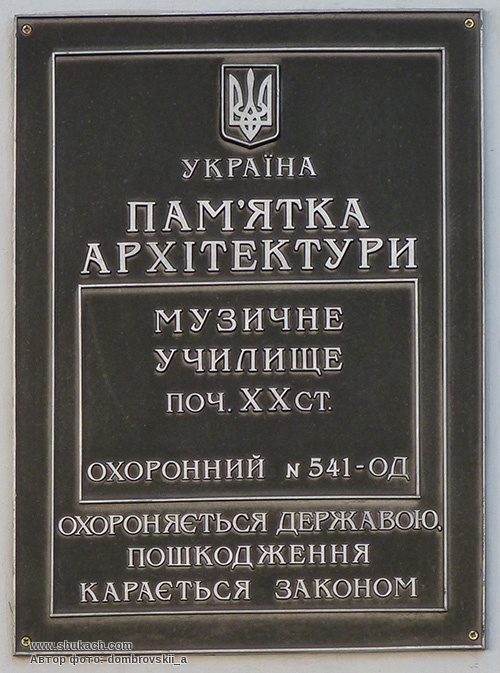 УКРАЇНА
ПАМ'ЯТКА
АРХІТЕКТУРИ
МУЗИЧНЕ
УЧИЛИЩЕ
ПОЧ. XX СТ.
ОХОРОННИЙ N 541-ОД
ОХОРОНЯЄТЬСЯ ДЕРЖАВОЮ,
ПОШКОДЖЕННЯ
КАРАЄТЬСЯ ЗАКОНОМ
www.shukach.com
Автор фото: dombrovskii_a